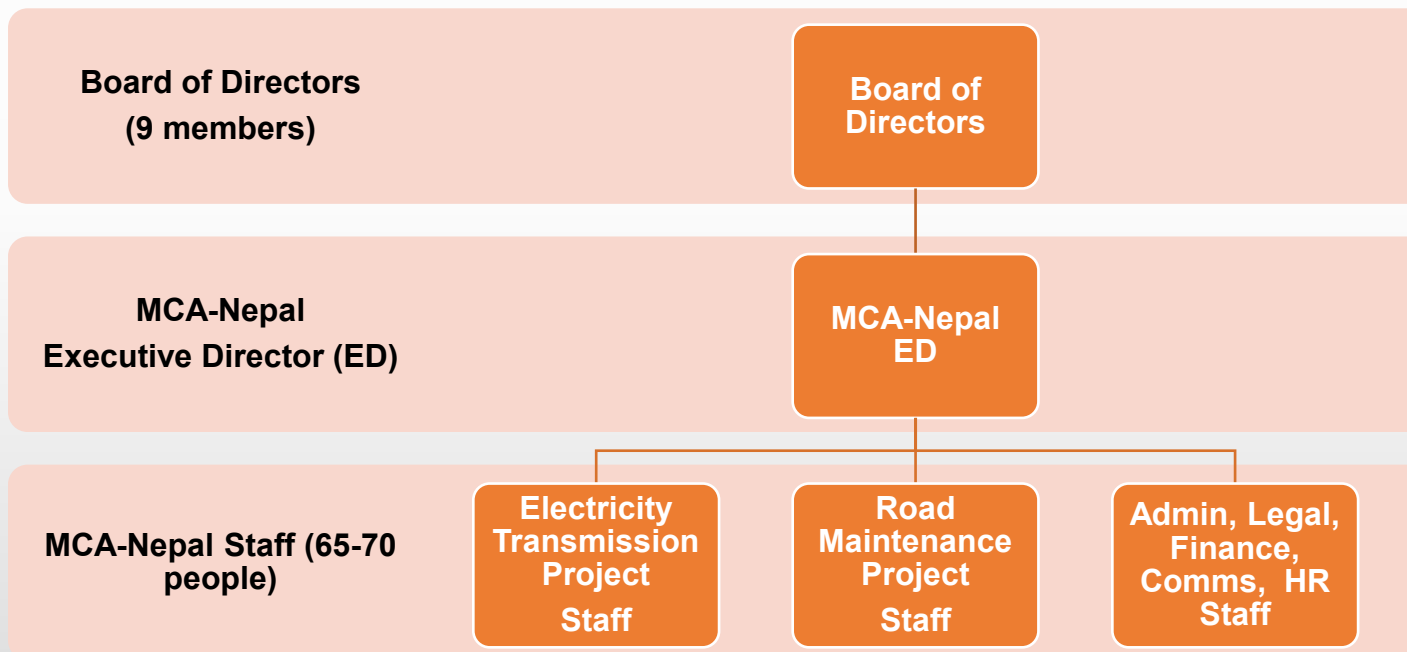 Board of Directors
(9 members)
Board of
Directors
MCA-Nepal
Executive Director (ED)
MCA-Nepal
ED
MCA-Nepal Staff (65-70
people)
Electricity
Transmission
Project
Staff
Road
Maintenance
Project
Staff
Admin, Legal,
Finance,
Comms, HR
Staff